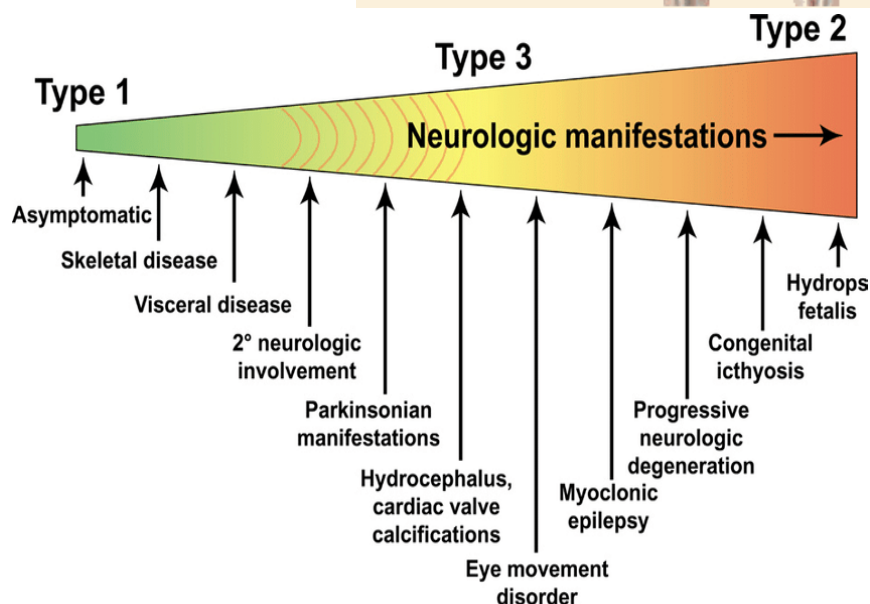 Type 1
Type 3
Type 2
Neurologic manifestations
Asymptomatic
Skeletal disease
Visceral disease
2° neurologic
involvement
Parkinsonian
manifestations
Hydrocephalus,
cardiac valve
calcifications
Eye movement
disorder
Myoclonic
epilepsy
Progressive
neurologic
degeneration
Congenital
icthyosis
Hydrops
fetalis